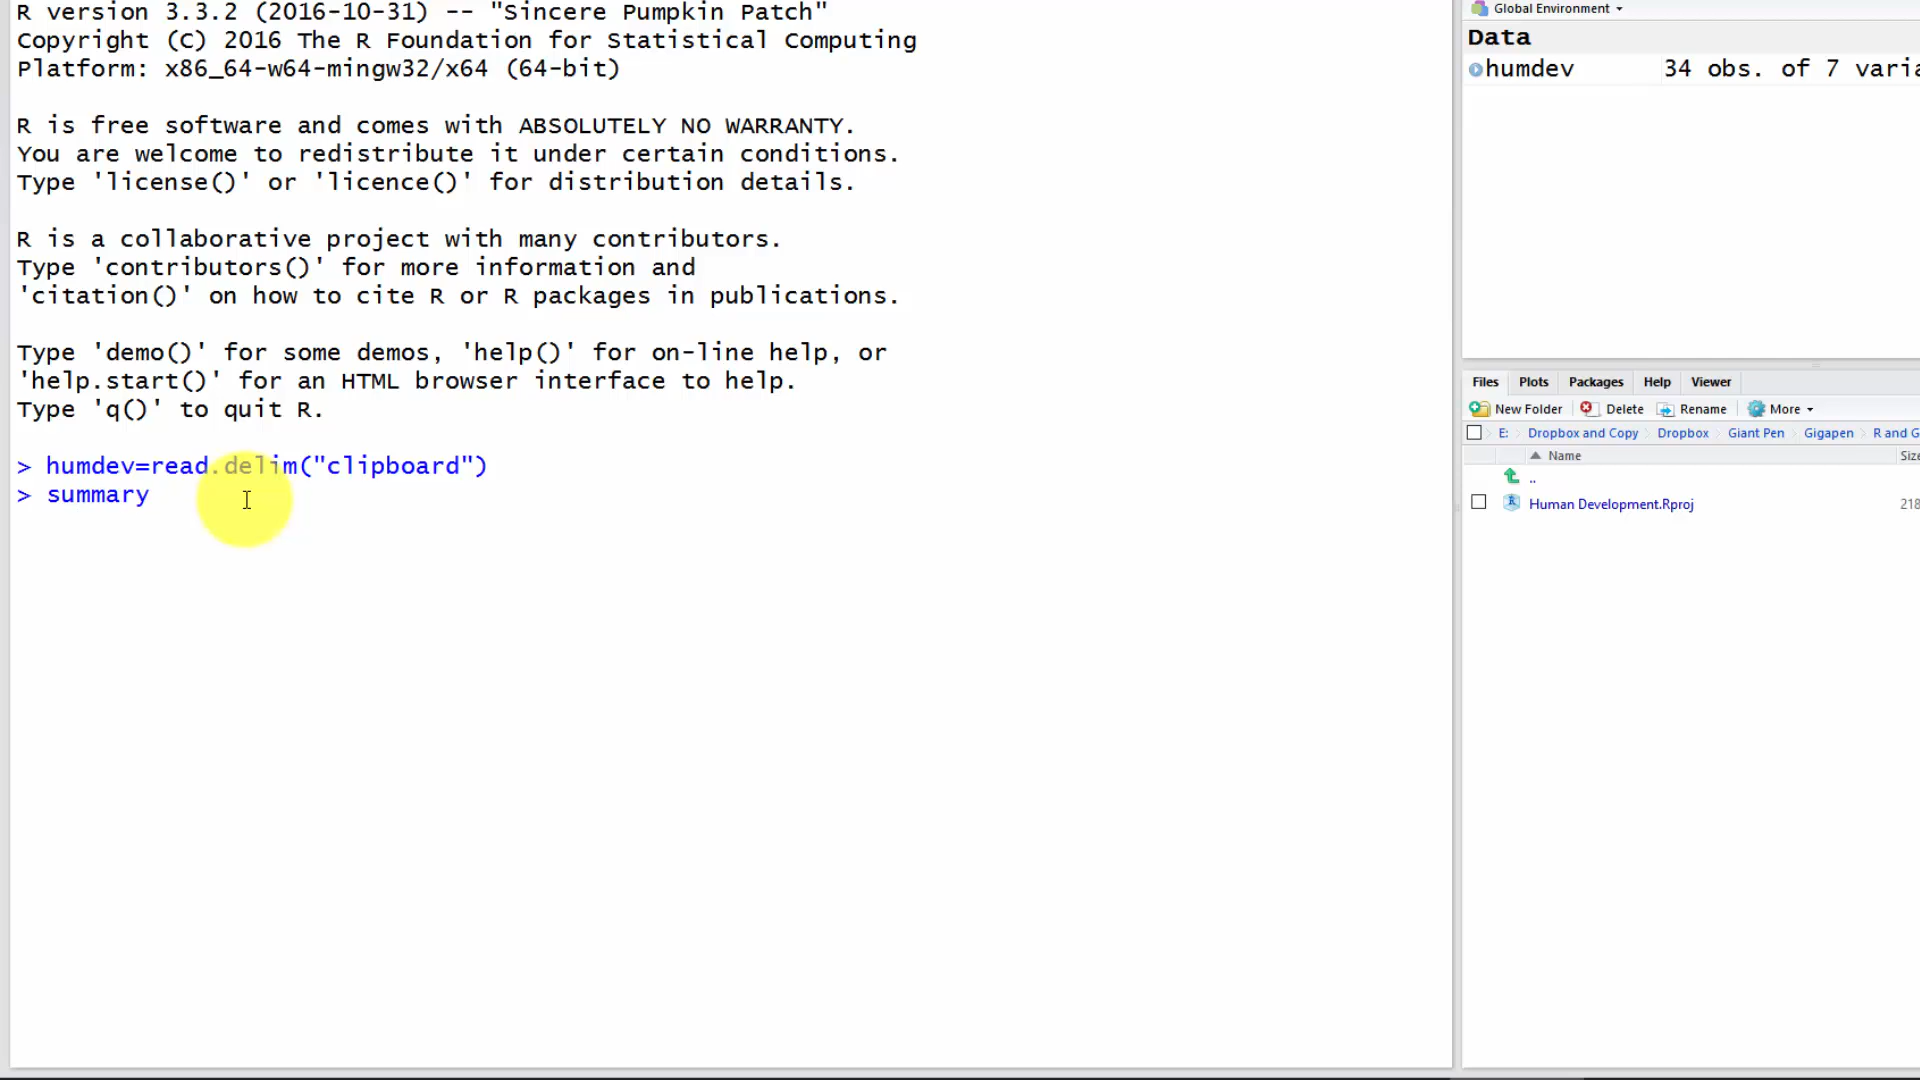 R version 3.3.2 (2016-10-31) -- "Sincere Pumpkin Patch"
Copyright (C) 2016 The R Foundation for Statistical Computing
Platform: x86_64-w64-mingw32/x64 (64-bit)
R is free software and comes with ABSOLUTELY NO WARRANTY.
You are welcome to redistribute it under certain conditions.
Type 'license()' or 'licence()' for distribution details.
R is a collaborative project with many contributors.
Type 'contributors()' for more information and
'citation()' on how to cite R or R packages in publications.
Type 'demo()' for some demos, 'help()' for on-line help, or
'help.start()' for an HTML browser interface to help.
Type 'q()' to quit R.
> humdev=read.delim("clipboard")
> summary
Global Environment
Data
humdev 34 obs. of 7 varia
Files Plots Packages Help Viewer
New Folder Delete Rename More
E: Dropbox and Copy Dropbox Giant Pen Gigapen R and G
Name Size
..
Human Development.Rproj 218